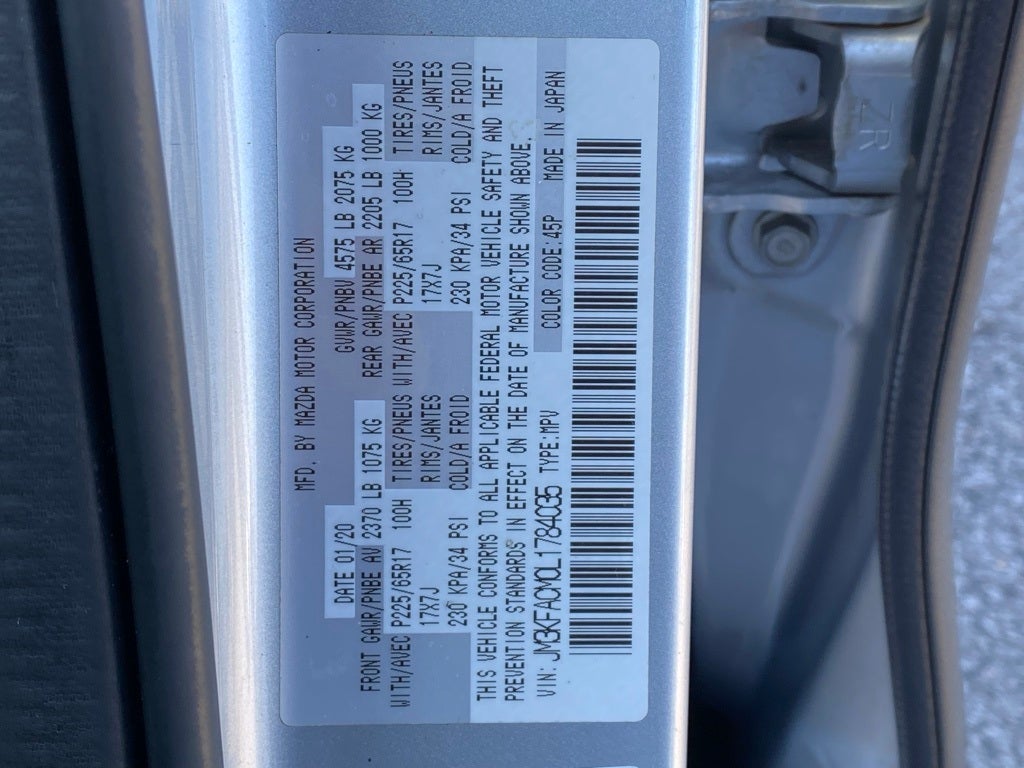 MFD. BY MAZDA MOTOR CORPORATION
DATE 01/20 GVWR/PNBV 4575 LB 2075 KG
FRONT GAWR/PNBE AV 2370 LB 1075 KG REAR GAWR/PNBE AR 2205 LB 1000 KG
WITH/AVEC P225/65R17 100H TIRES/PNEUS WITH/AVEC P225/65R17 100H TIRES/PNEUS
17X7J RIMS/JANTES 17X7J RIMS/JANTES
230 KPA/34 PSI COLD/A FROID 230 KPA/34 PSI COLD/A FROID
THIS VEHICLE CONFORMS TO ALL APPLICABLE FEDERAL MOTOR VEHICLE SAFETY AND THEFT
PREVENTION STANDARDS IN EFFECT ON THE DATE OF MANUFACTURE SHOWN ABOVE.
VIN: JM3KFACM0L1784035 TYPE:MPV COLOR CODE:45P MADE IN JAPAN
ZR